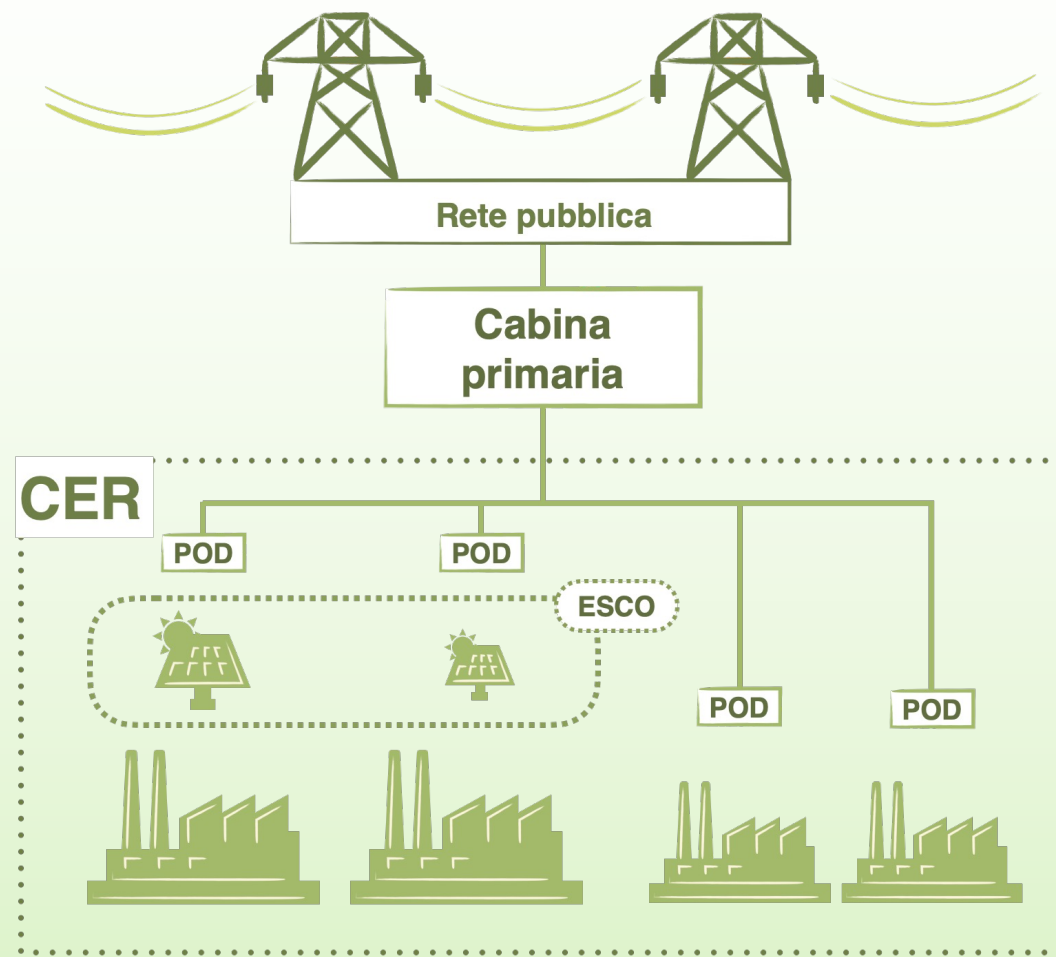 Rete pubblica
Cabina
primaria
CER
POD
POD
ESCO
POD
POD